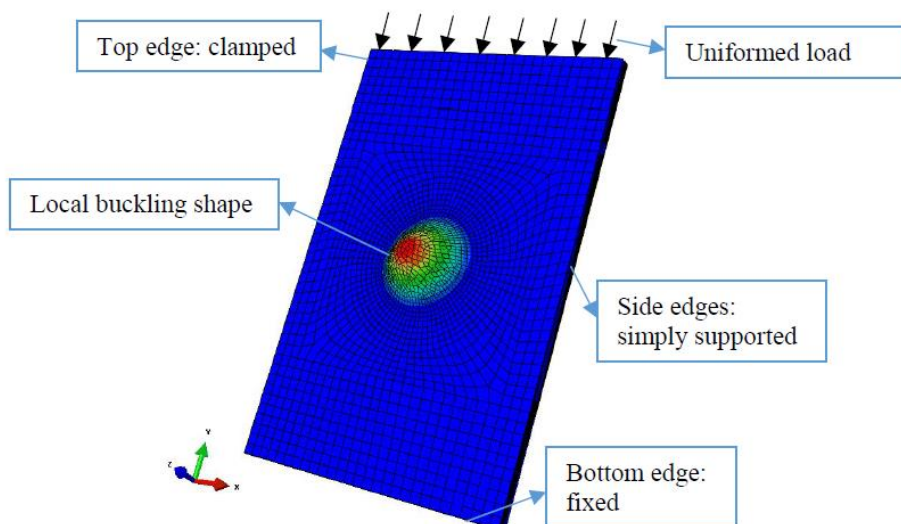 Top edge: clamped
Uniformed load
Local buckling shape
Side edges:
simply supported
Bottom edge:
fixed
Y
Z
X